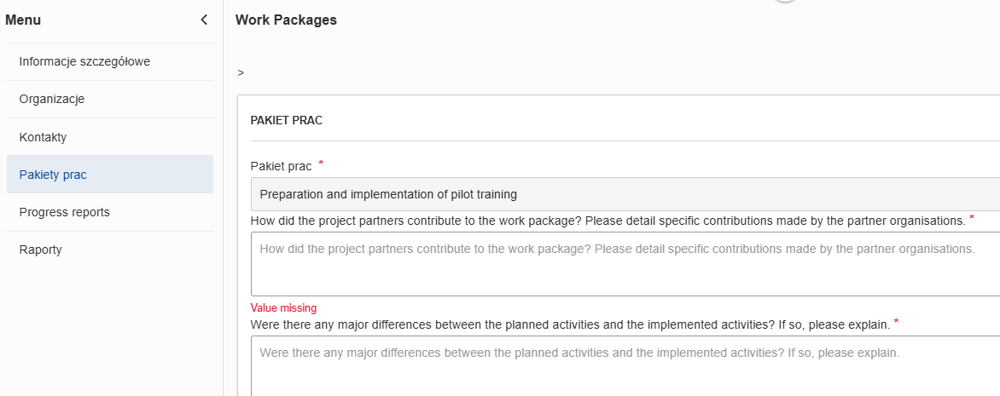 Menu
Work Packages
Informacje szczegółowe
>
Organizacje
PAKIET PRAC
Kontakty
Pakiet prac *
Pakiety prac
Preparation and implementation of pilot training
Progress reports
How did the project partners contribute to the work package? Please detail specific contributions made by the partner organisations. *
Raporty
How did the project partners contribute to the work package? Please detail specific contributions made by the partner organisations.
Value missing
Were there any major differences between the planned activities and the implemented activities? If so, please explain. *
Were there any major differences between the planned activities and the implemented activities? If so, please explain.